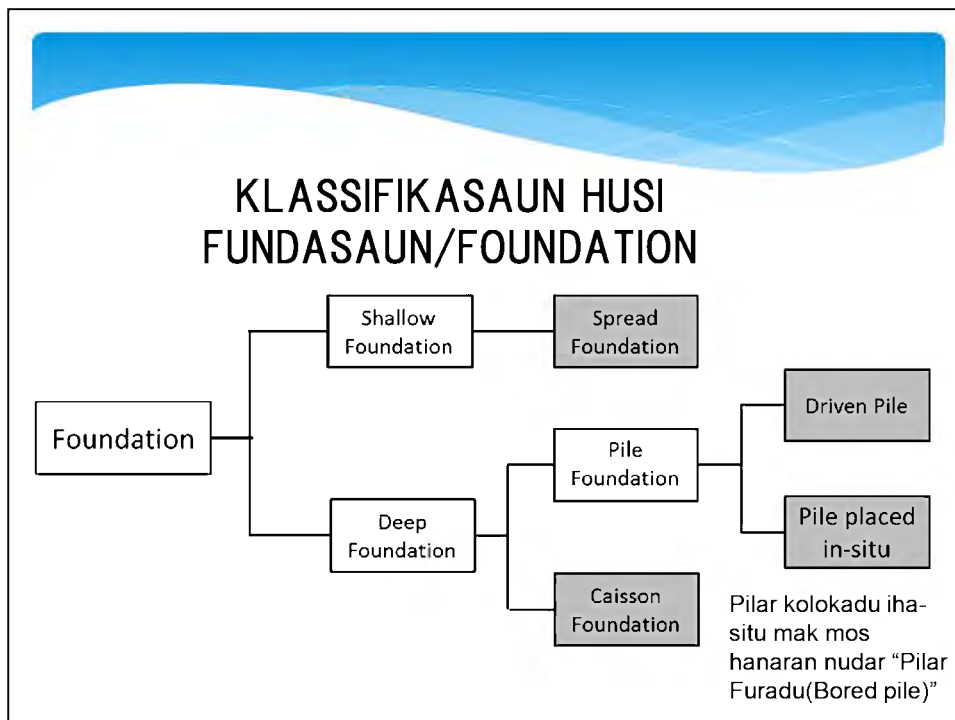 KLASSIFIKASAUN HUSI
FUNDASAUN/FOUNDATION
Foundation
Shallow
Foundation
Spread
Foundation
Deep
Foundation
Pile
Foundation
Driven Pile
Pile placed
in-situ
Caisson
Foundation
Pilar kolokadu iha-
situ mak mos
hanaran nudar “Pilar
Furadu(Bored pile)”